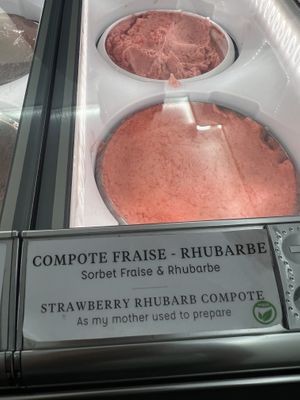 COMPOTE FRAISE - RHUBARBE
Sorbet Fraise & Rhubarbe
STRAWBERRY RHUBARB COMPOTE
As my mother used to prepare